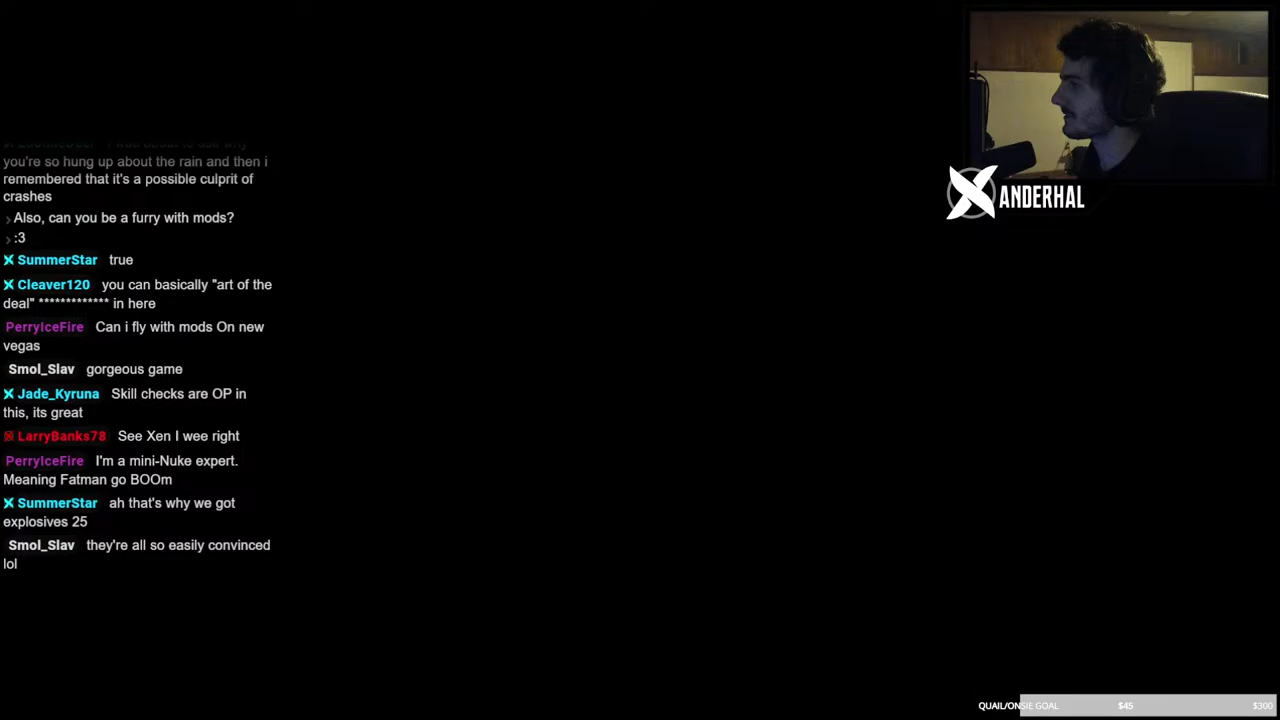 you're so hung up about the rain and then i
remembered that it's a possible culprit of
crashes
Also, can you be a furry with mods?
:3
SummerStar true
Cleaver120 you can basically "art of the
deal" ************* in here
PerryIceFire Can i fly with mods On new
vegas
Smol_Slav gorgeous game
Jade_Kyruna Skill checks are OP in
this, its great
LarryBanks78 See Xen I wee right
PerryIceFire I'm a mini-Nuke expert.
Meaning Fatman go BOOm
SummerStar ah that's why we got
explosives 25
Smol_Slav they're all so easily convinced
lol
XANDERHAL
QUAIL/ONSIE GOAL $45 $300